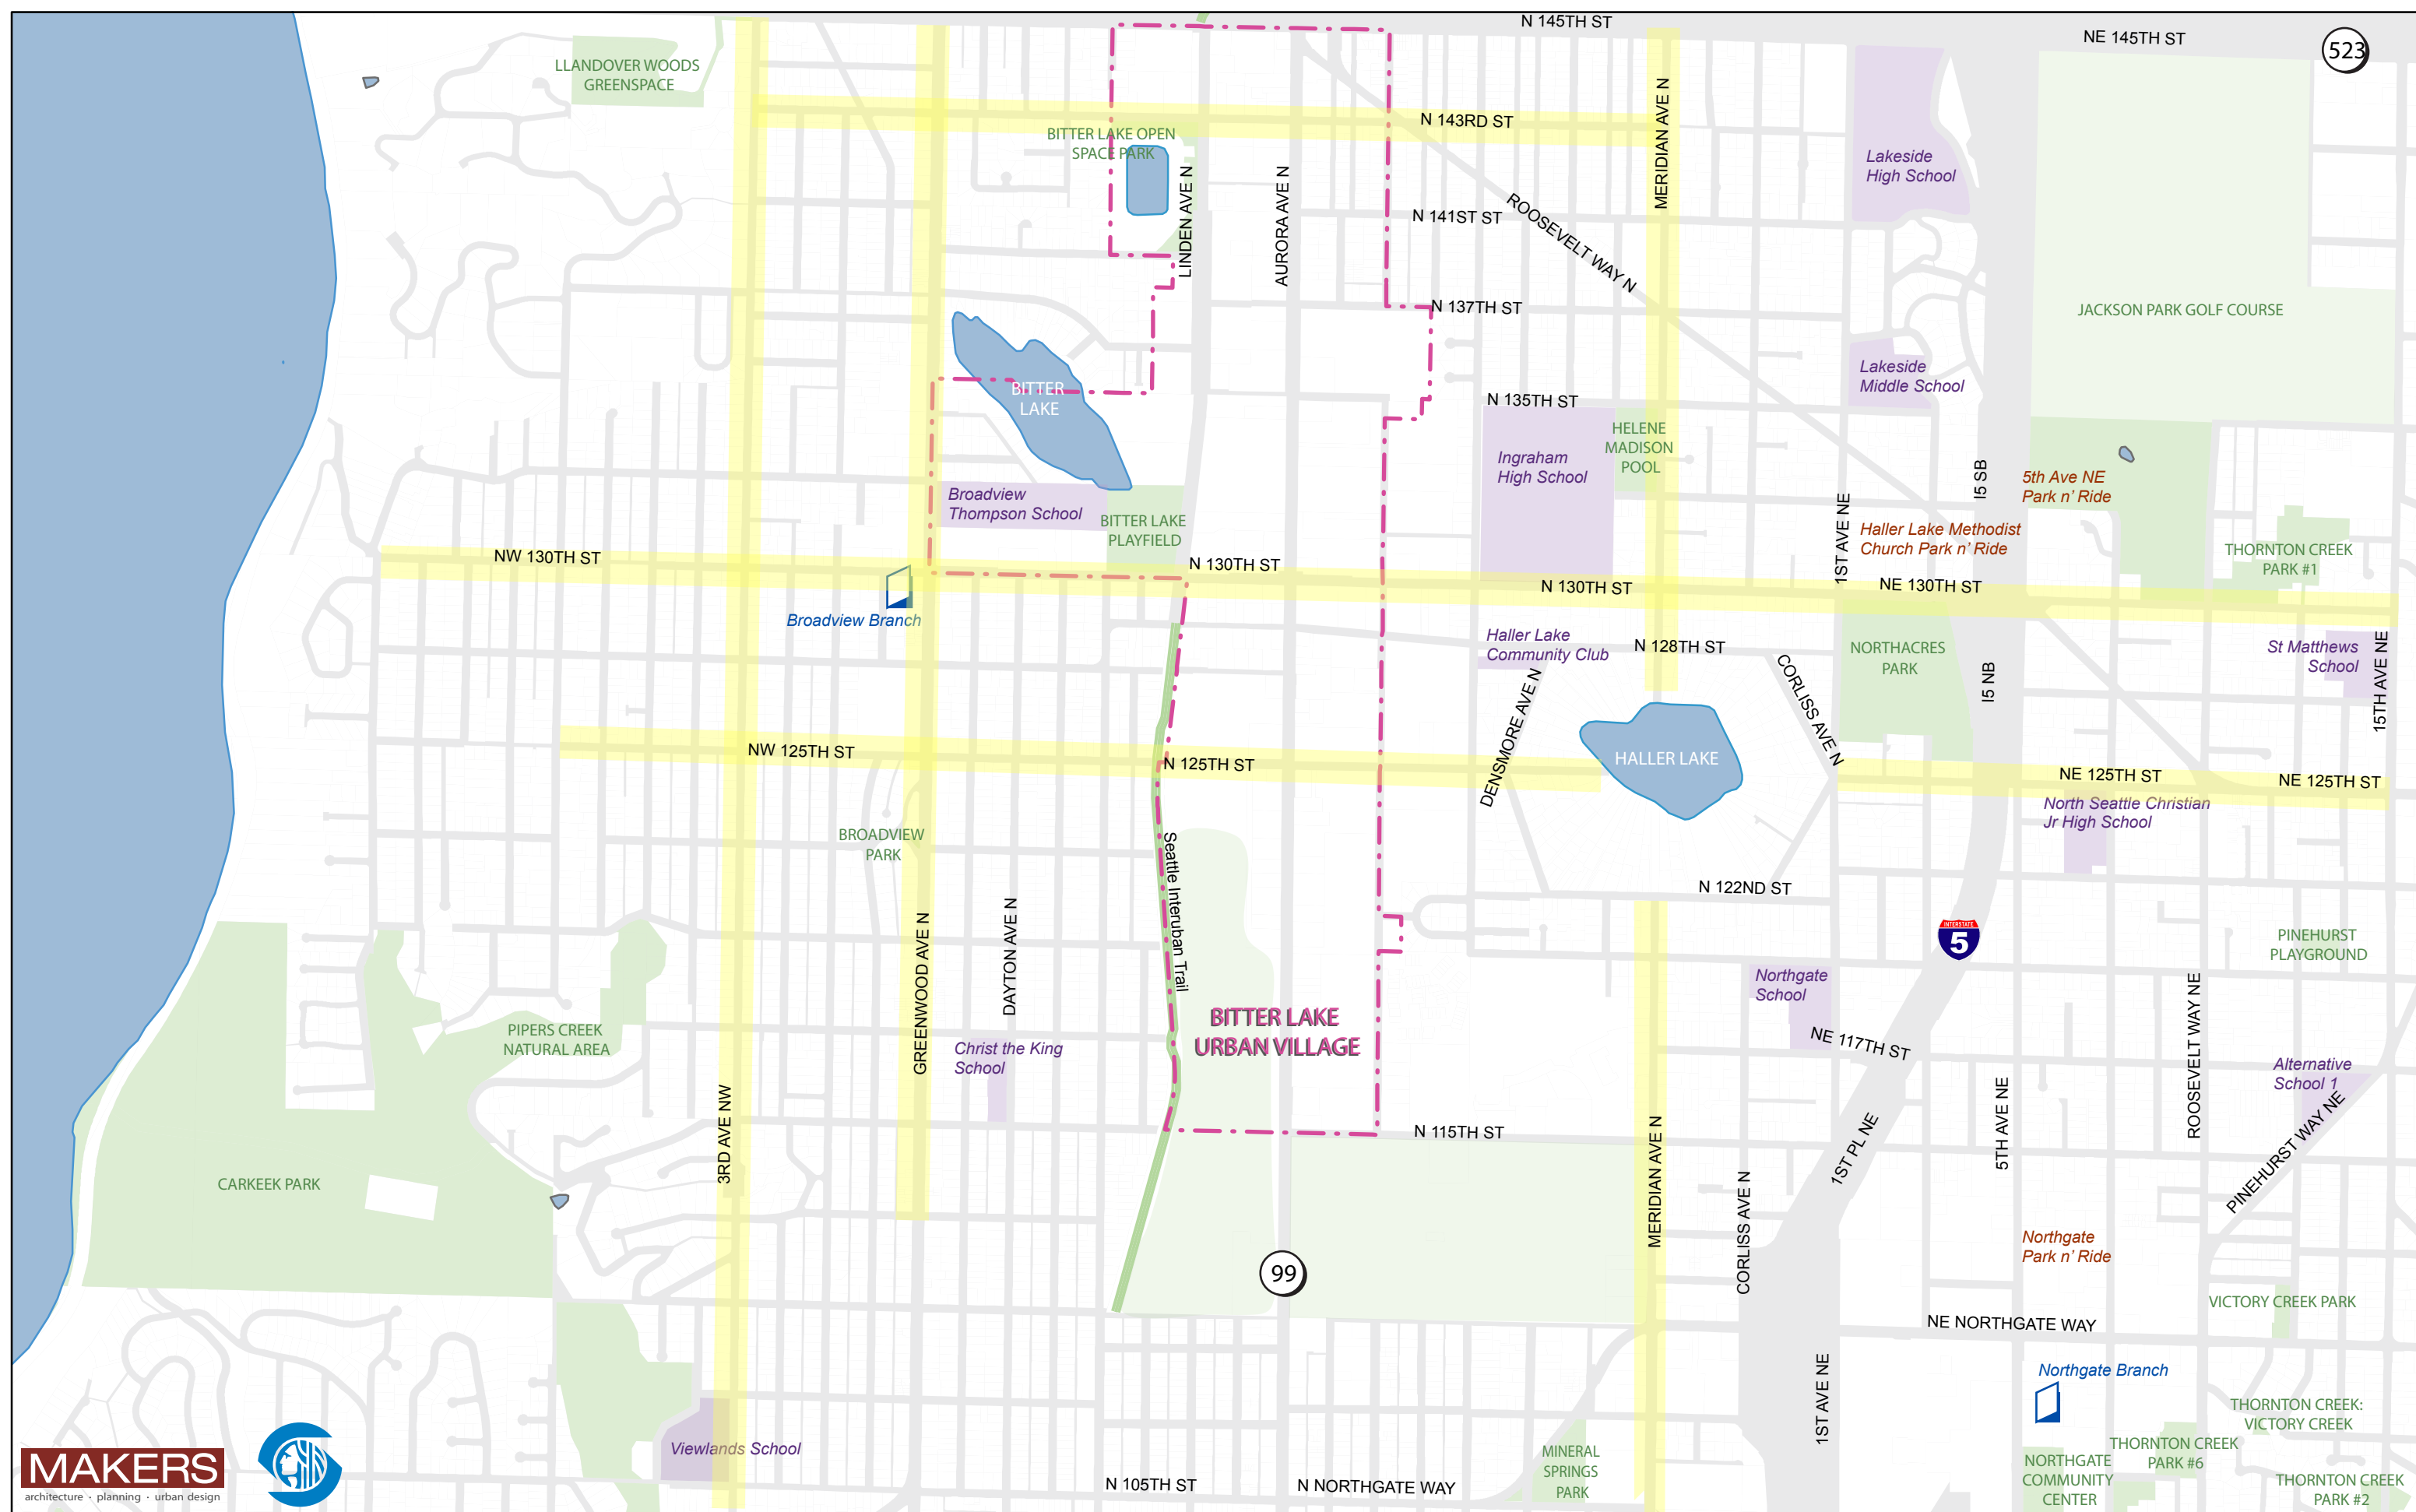 N 145TH ST
NE 145TH ST
523
LLANDOVER WOODS
GREENSPACE
N 143RD ST
MERIDIAN AVE N
BITTER LAKE OPEN
SPACE PARK
Lakeside
High School
LINDEN AVE N
AURORA AVE N
N 141ST ST
ROOSEVELT WAY N
N 137TH ST
JACKSON PARK GOLF COURSE
BITTER
LAKE
Lakeside
Middle School
N 135TH ST
HELENE
MADISON
POOL
Ingraham
High School
I5 SB
5th Ave NE
Park n' Ride
Broadview
Thompson School
BITTER LAKE
PLAYFIELD
1ST AVE NE
Haller Lake Methodist
Church Park n' Ride
THORNTON CREEK
PARK #1
NW 130TH ST
N 130TH ST
N 130TH ST
NE 130TH ST
Broadview Branch
Haller Lake
Community Club
N 128TH ST
NORTHACRES
PARK
I5 NB
St Matthews
School
15TH AVE NE
CORLISS AVE N
DENSMORE AVE N
HALLER LAKE
NW 125TH ST
N 125TH ST
NE 125TH ST
NE 125TH ST
North Seattle Christian
Jr High School
BROADVIEW
PARK
Seattle Interuban Trail
N 122ND ST
GREENWOOD AVE N
DAYTON AVE N
INTERSTATE
5
PINEHURST
PLAYGROUND
Northgate
School
ROOSEVELT WAY NE
BITTER LAKE
URBAN VILLAGE
PIPERS CREEK
NATURAL AREA
Christ the King
School
NE 117TH ST
Alternative
School 1
3RD AVE NW
N 115TH ST
MERIDIAN AVE N
1ST PL NE
5TH AVE NE
PINEHURST WAY NE
CARKEEK PARK
CORLISS AVE N
Northgate
Park n' Ride
99
VICTORY CREEK PARK
NE NORTHGATE WAY
1ST AVE NE
Northgate Branch
THORNTON CREEK:
VICTORY CREEK
Viewlands School
MINERAL
SPRINGS
PARK
THORNTON CREEK
PARK #6
NORTHGATE
COMMUNITY
CENTER
THORNTON CREEK
PARK #2
N 105TH ST
N NORTHGATE WAY
MAKERS
architecture · planning · urban design